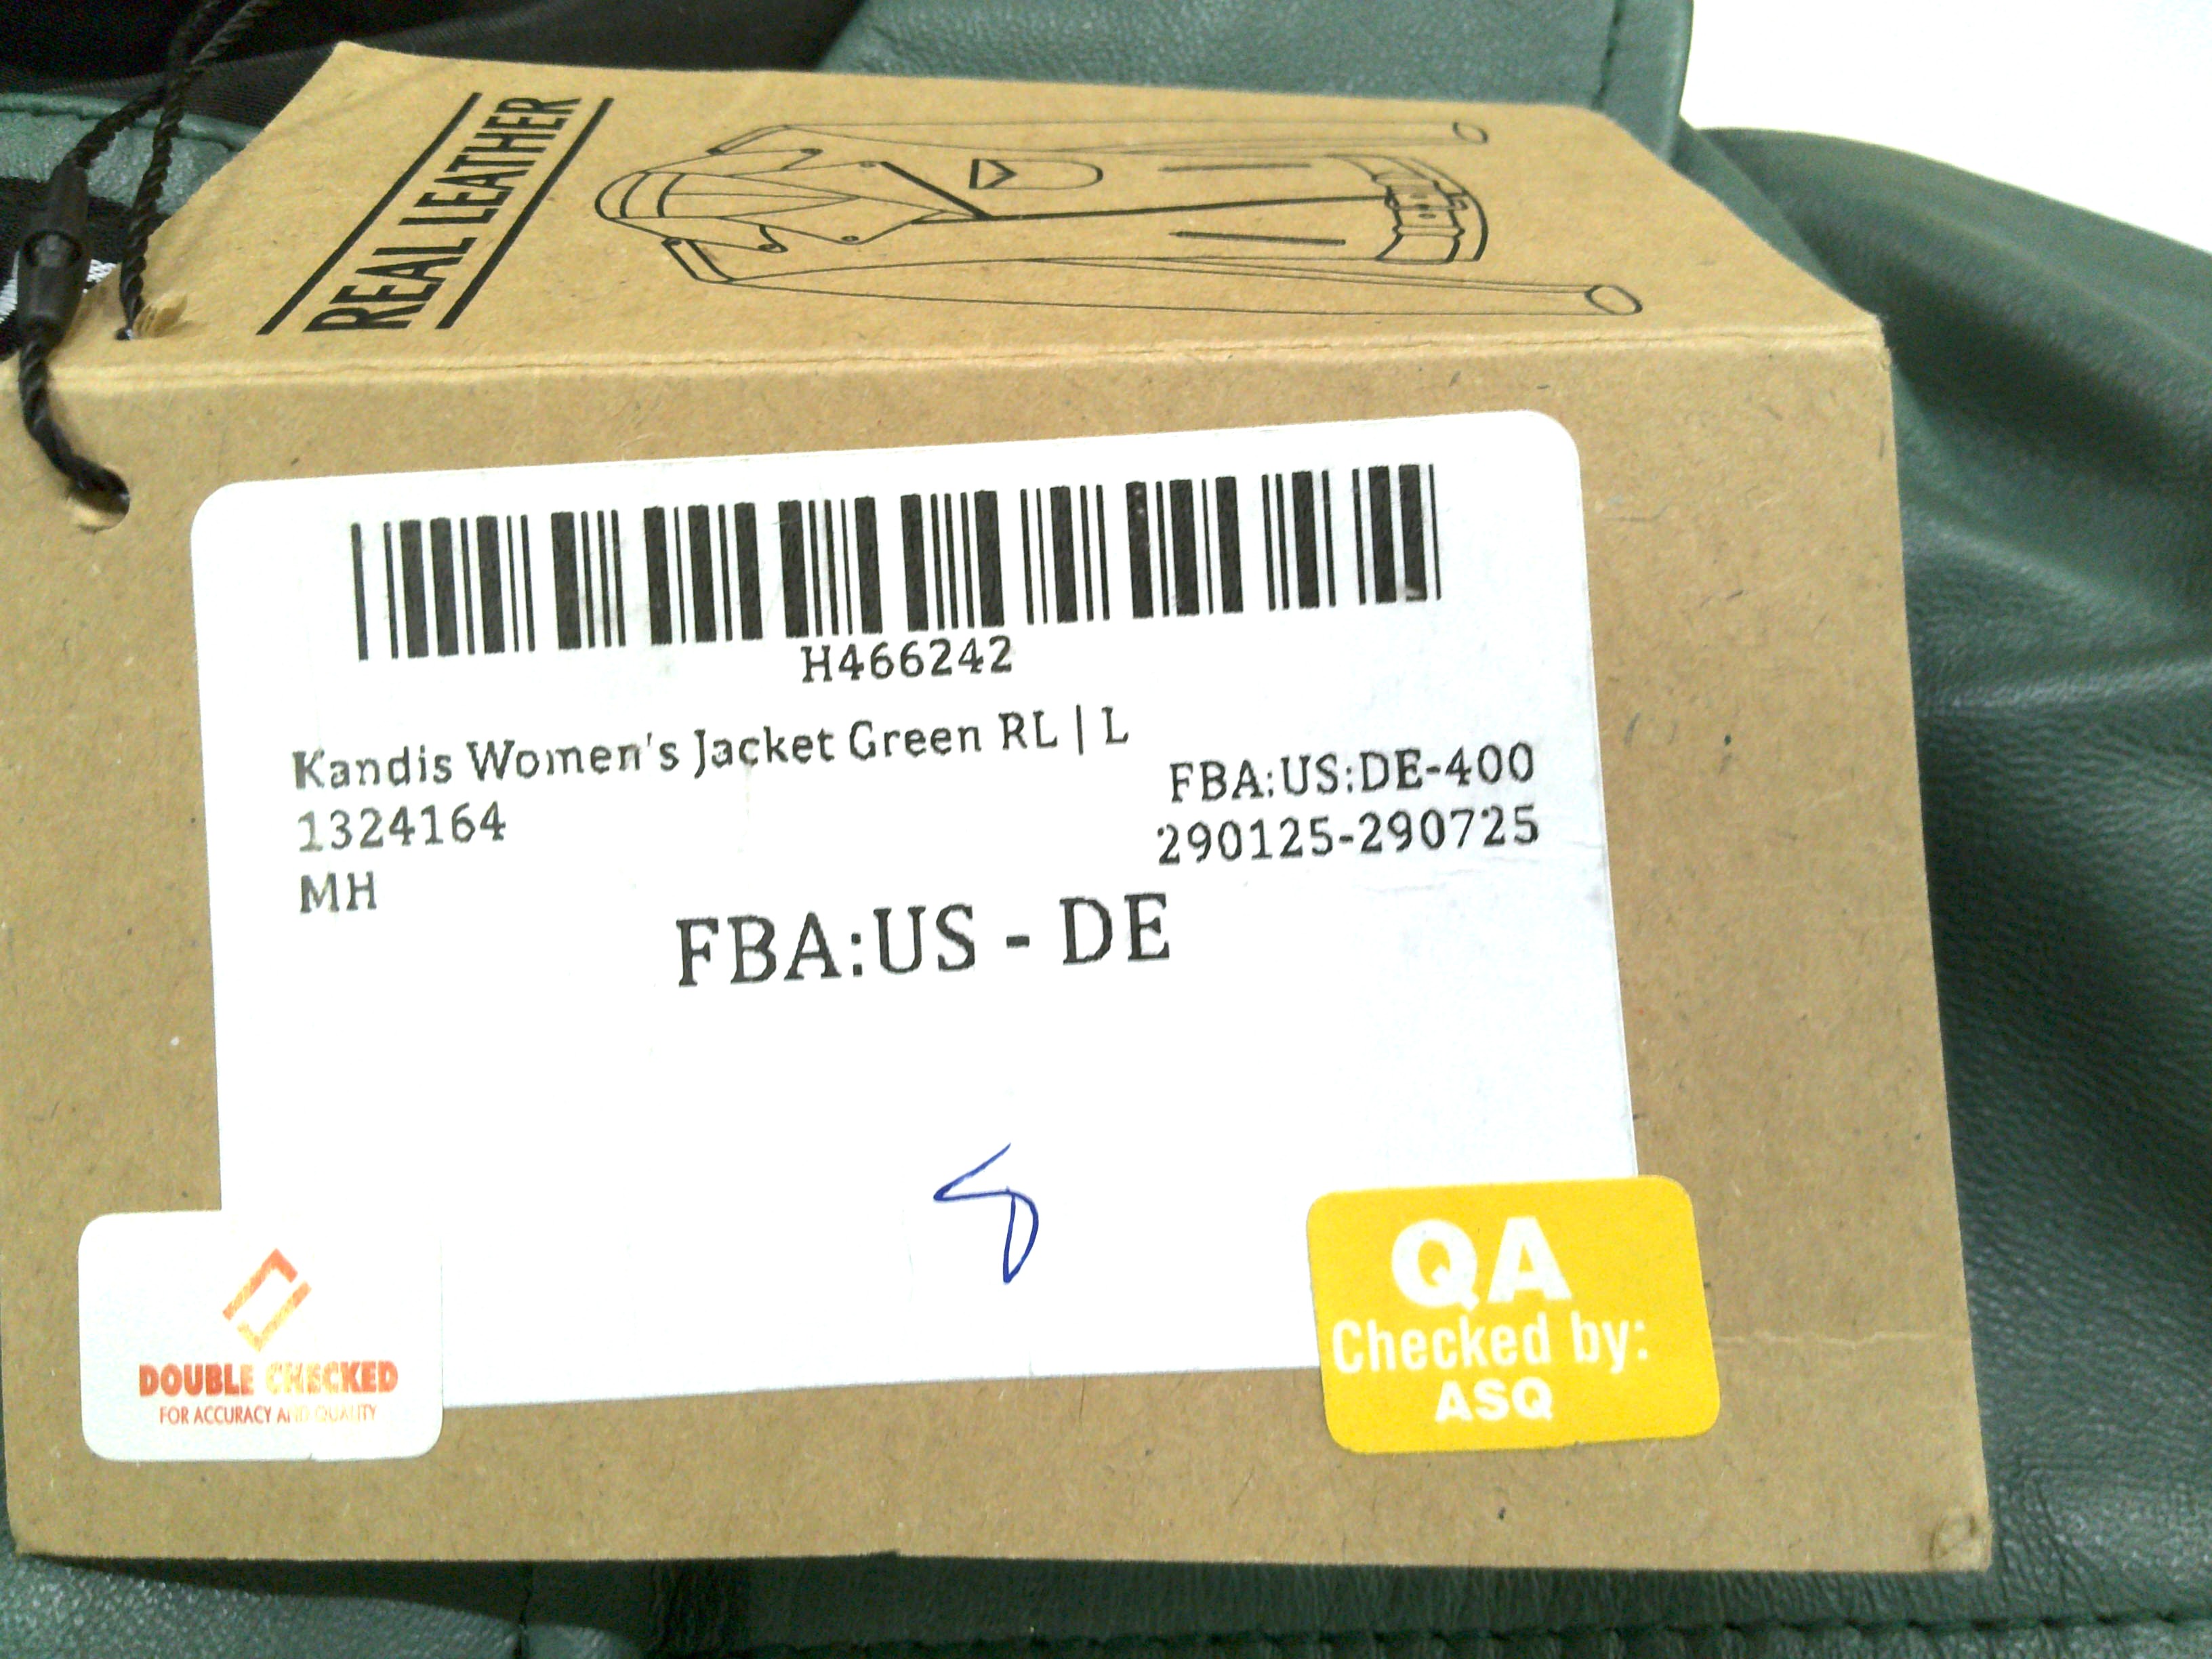 REAL LEATHER
H466242
Kandis Women's Jacket Green RL | L
1324164
MH
FBA:US:DE-400
290125-290725
FBA:US - DE
DOUBLE CHECKED
FOR ACCURACY AND QUALITY
QA
Checked by:
ASQ